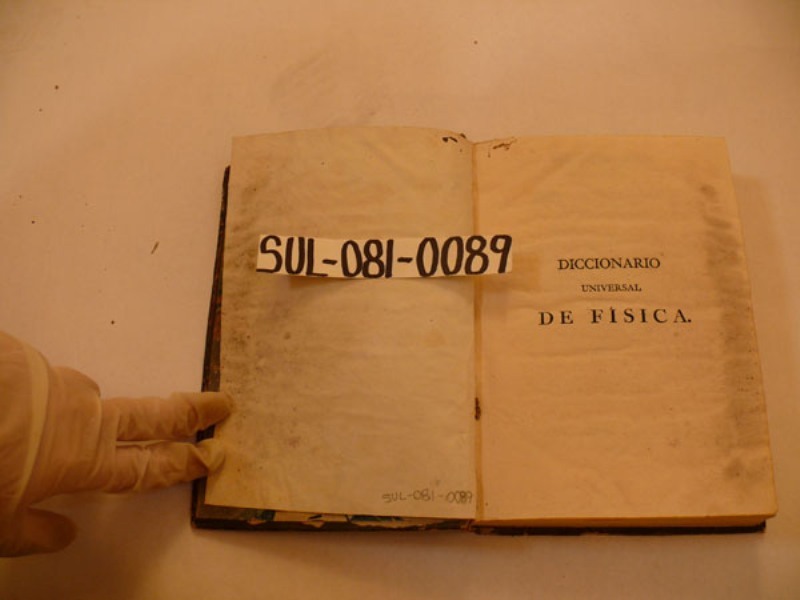 SUL-081-0089
SUL-081-0089
DICCIONARIO
UNIVERSAL
DE FÍSICA.